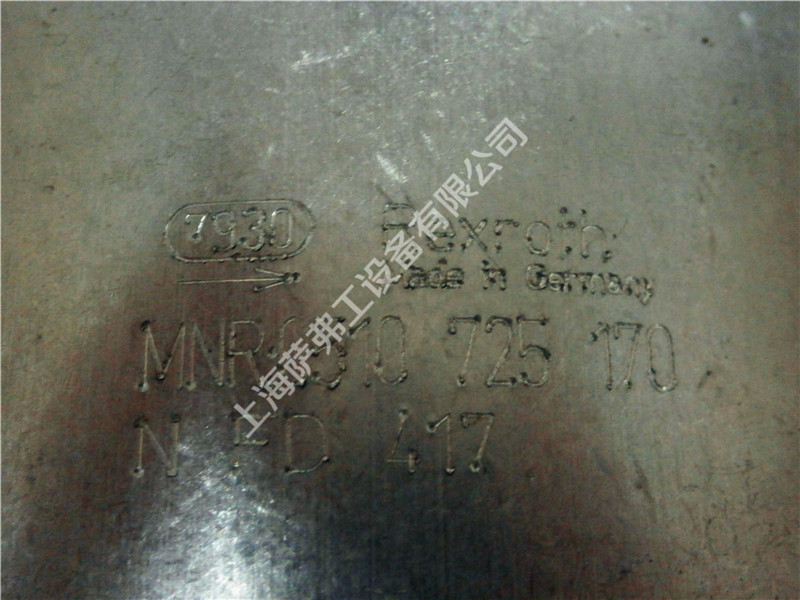 7930
Rexroth
Made in Germany
MNR:0510 725 170
N FD 417
上海萨弗工设备有限公司